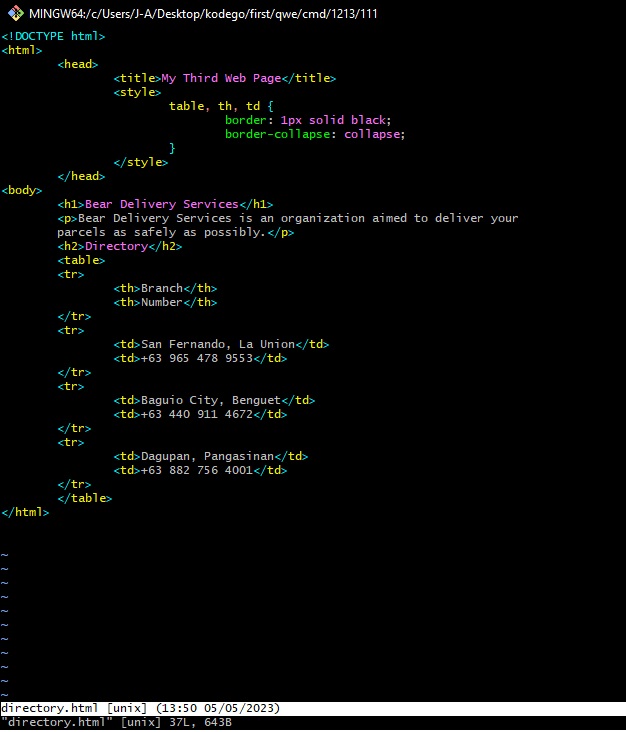 MINGW64:/c/Users/J-A/Desktop/kodego/first/qwe/cmd/1213/111
<!DOCTYPE html>
<html>
        <head>
                <title>My Third Web Page</title>
                <style>
                        table, th, td {
                                border: 1px solid black;
                                border-collapse: collapse;
                        }
                </style>
        </head>
<body>
        <h1>Bear Delivery Services</h1>
        <p>Bear Delivery Services is an organization aimed to deliver your
        parcels as safely as possibly.</p>
        <h2>Directory</h2>
        <table>
        <tr>
                <th>Branch</th>
                <th>Number</th>
        </tr>
        <tr>
                <td>San Fernando, La Union</td>
                <td>+63 965 478 9553</td>
        </tr>
        <tr>
                <td>Baguio City, Benguet</td>
                <td>+63 440 911 4672</td>
        </tr>
        <tr>
                <td>Dagupan, Pangasinan</td>
                <td>+63 882 756 4001</td>
        </tr>
        </table>
</html>
~
~
~
~
~
~
~
~
~
~
~
directory.html [unix] (13:50 05/05/2023)
"directory.html" [unix] 37L, 643B